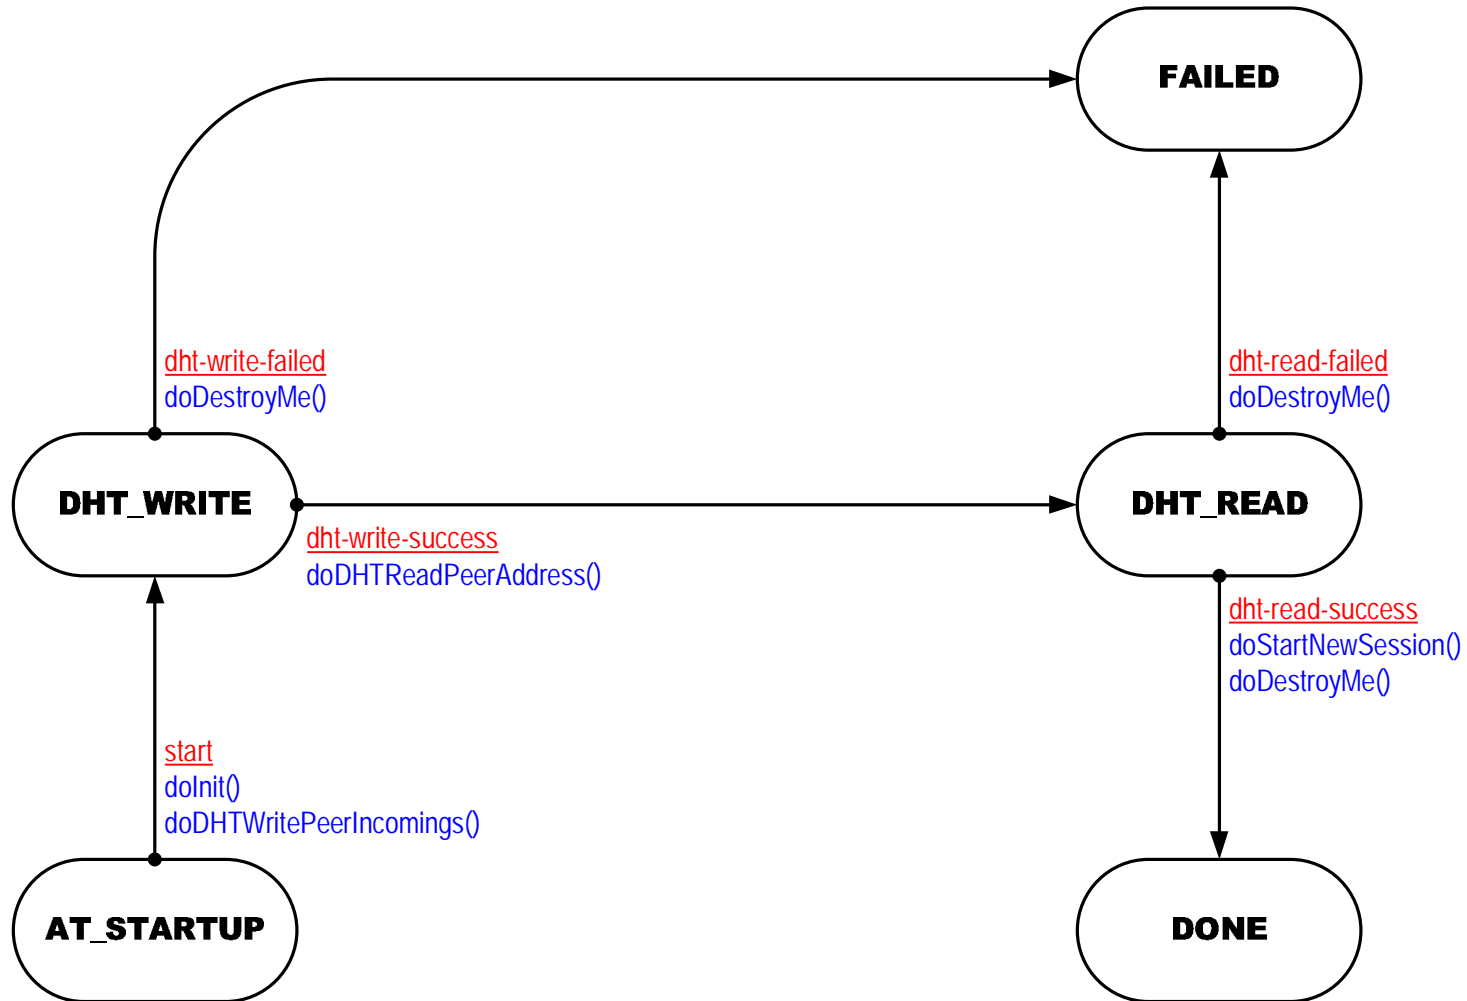 FAILED
dht-write-failed
doDestroyMe()
dht-read-failed
doDestroyMe()
DHT_WRITE
DHT_READ
dht-write-success
doDHTReadPeerAddress()
dht-read-success
doStartNewSession()
doDestroyMe()
start
doInit()
doDHTWritePeerIncomings()
AT_STARTUP
DONE